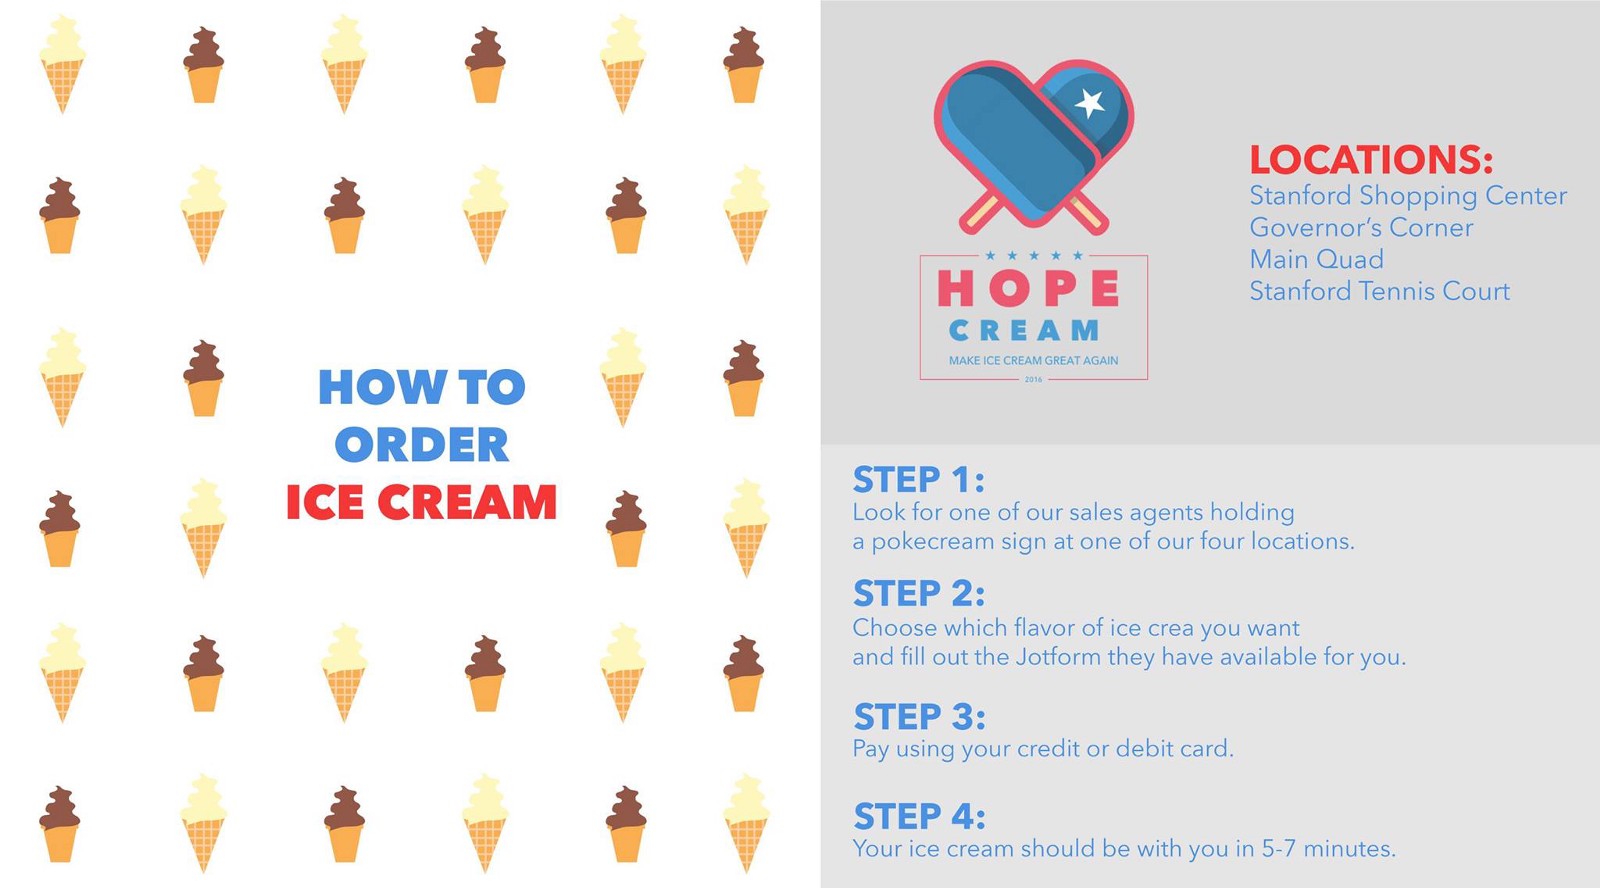 HOW TO
ORDER
ICE CREAM
HOPE
CREAM
MAKE ICE CREAM GREAT AGAIN
2016
LOCATIONS:
Stanford Shopping Center
Governor's Corner
Main Quad
Stanford Tennis Court
STEP 1:
Look for one of our sales agents holding
a pokecream sign at one of our four locations.
STEP 2:
Choose which flavor of ice crea you want
and fill out the Jotform they have available for you.
STEP 3:
Pay using your credit or debit card.
STEP 4:
Your ice cream should be with you in 5-7 minutes.